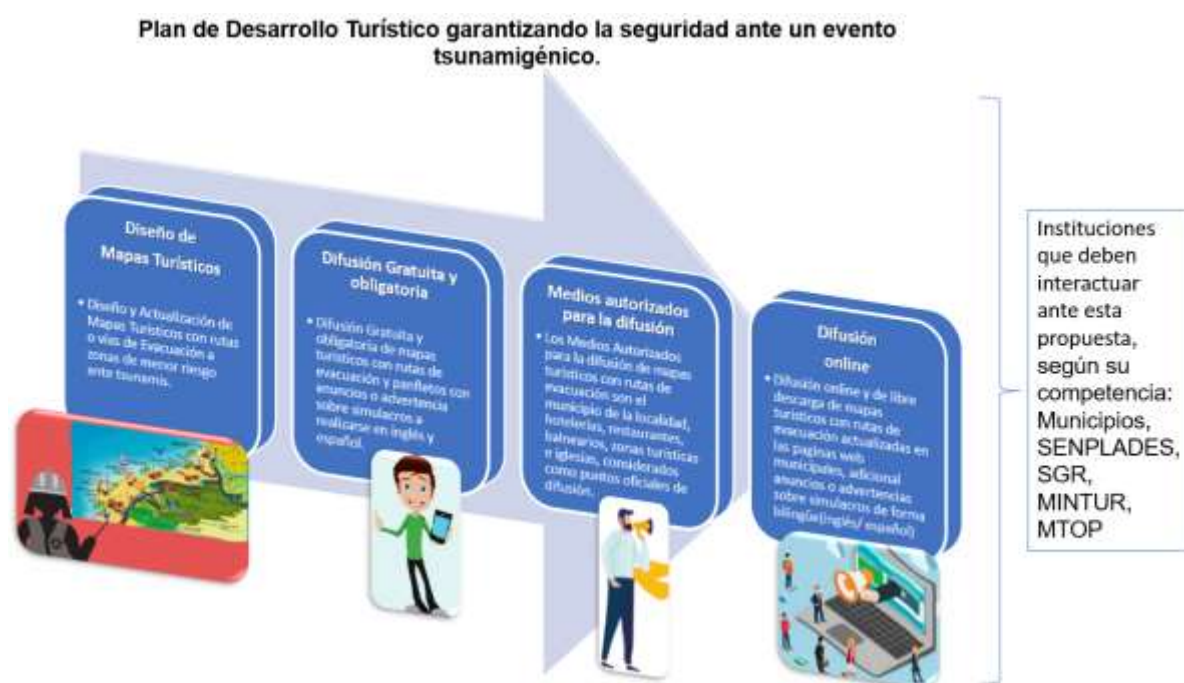 Plan de Desarrollo Turístico garantizando la seguridad ante un evento
tsunamigénico.
Diseño de
Mapas Turísticos
• Diseño y Actualización de
Mapas Turísticos con rutas
o vías de Evacuación a
zonas de menor riesgo
ante tsunamis.
Difusión Gratuita y
obligatoria
• Difusión Gratuita y
obligatoria de mapas
turísticos con rutas de
evacuación y panfletos con
anuncios o advertencia
sobre simulacros a
realizarse en inglés y
español.
Medios autorizados
para la difusión
• Los Medios Autorizados
para la difusión de mapas
turísticos con rutas de
evacuación son el
municipio de la localidad,
hotelerías, restaurantes,
balnearios, zonas turísticas
e iglesias, considerados
como puntos oficiales de
difusión.
Difusión
online
• Difusión online y de libre
descarga de mapas
turísticos con rutas de
evacuación actualizadas en
las paginas web
municipales, adicional
anuncios o advertencias
sobre simulacros de forma
bilingüe(inglés/ español)
Instituciones
que deben
interactuar
ante esta
propuesta,
según su
competencia:
Municipios,
SENPLADES,
SGR,
MINTUR,
MTOP